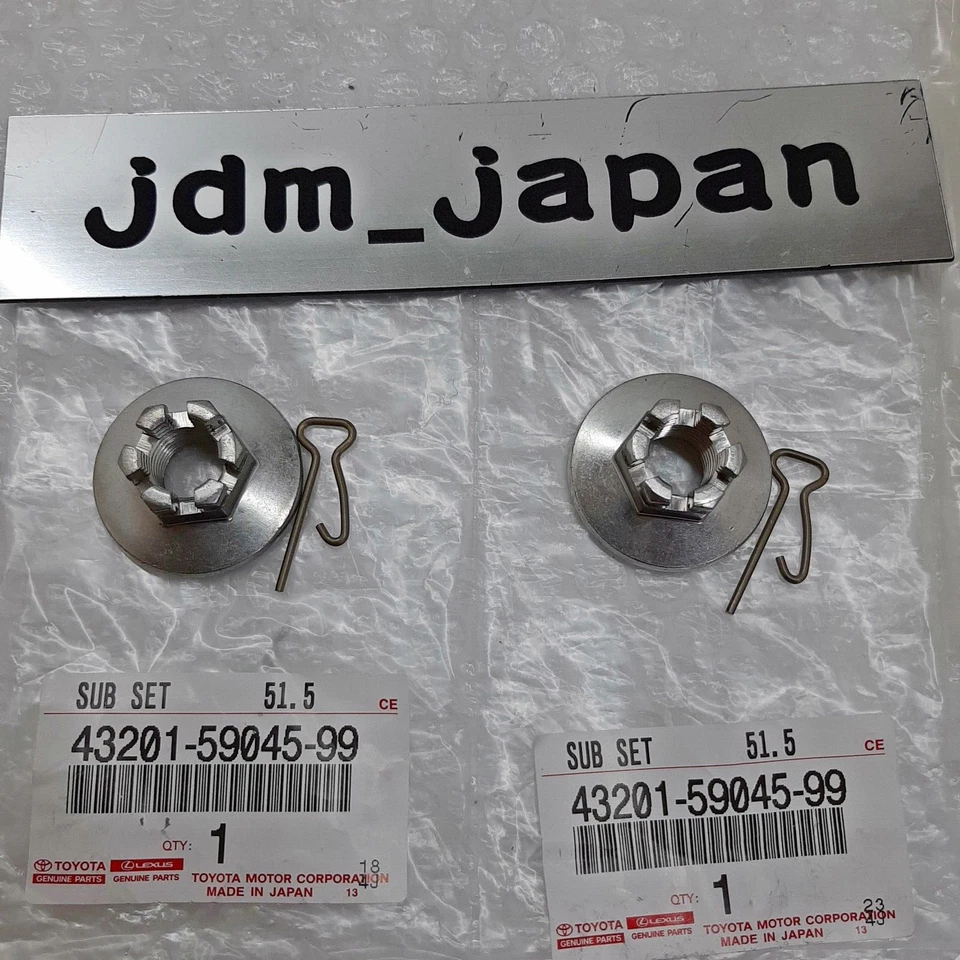 jdm_japan
SUB SET 51.5
CE
43201-59045-99
QTY: 1
TOYOTA
GENUINE PARTS
LEXUS
GENUINE PARTS
TOYOTA MOTOR CORPORATION
MADE IN JAPAN 13
18
SUB SET 51.5
CE
43201-59045-99
QTY: 1
TOYOTA
GENUINE PARTS
LEXUS
GENUINE PARTS
TOYOTA MOTOR CORPORATION
MADE IN JAPAN 13
23